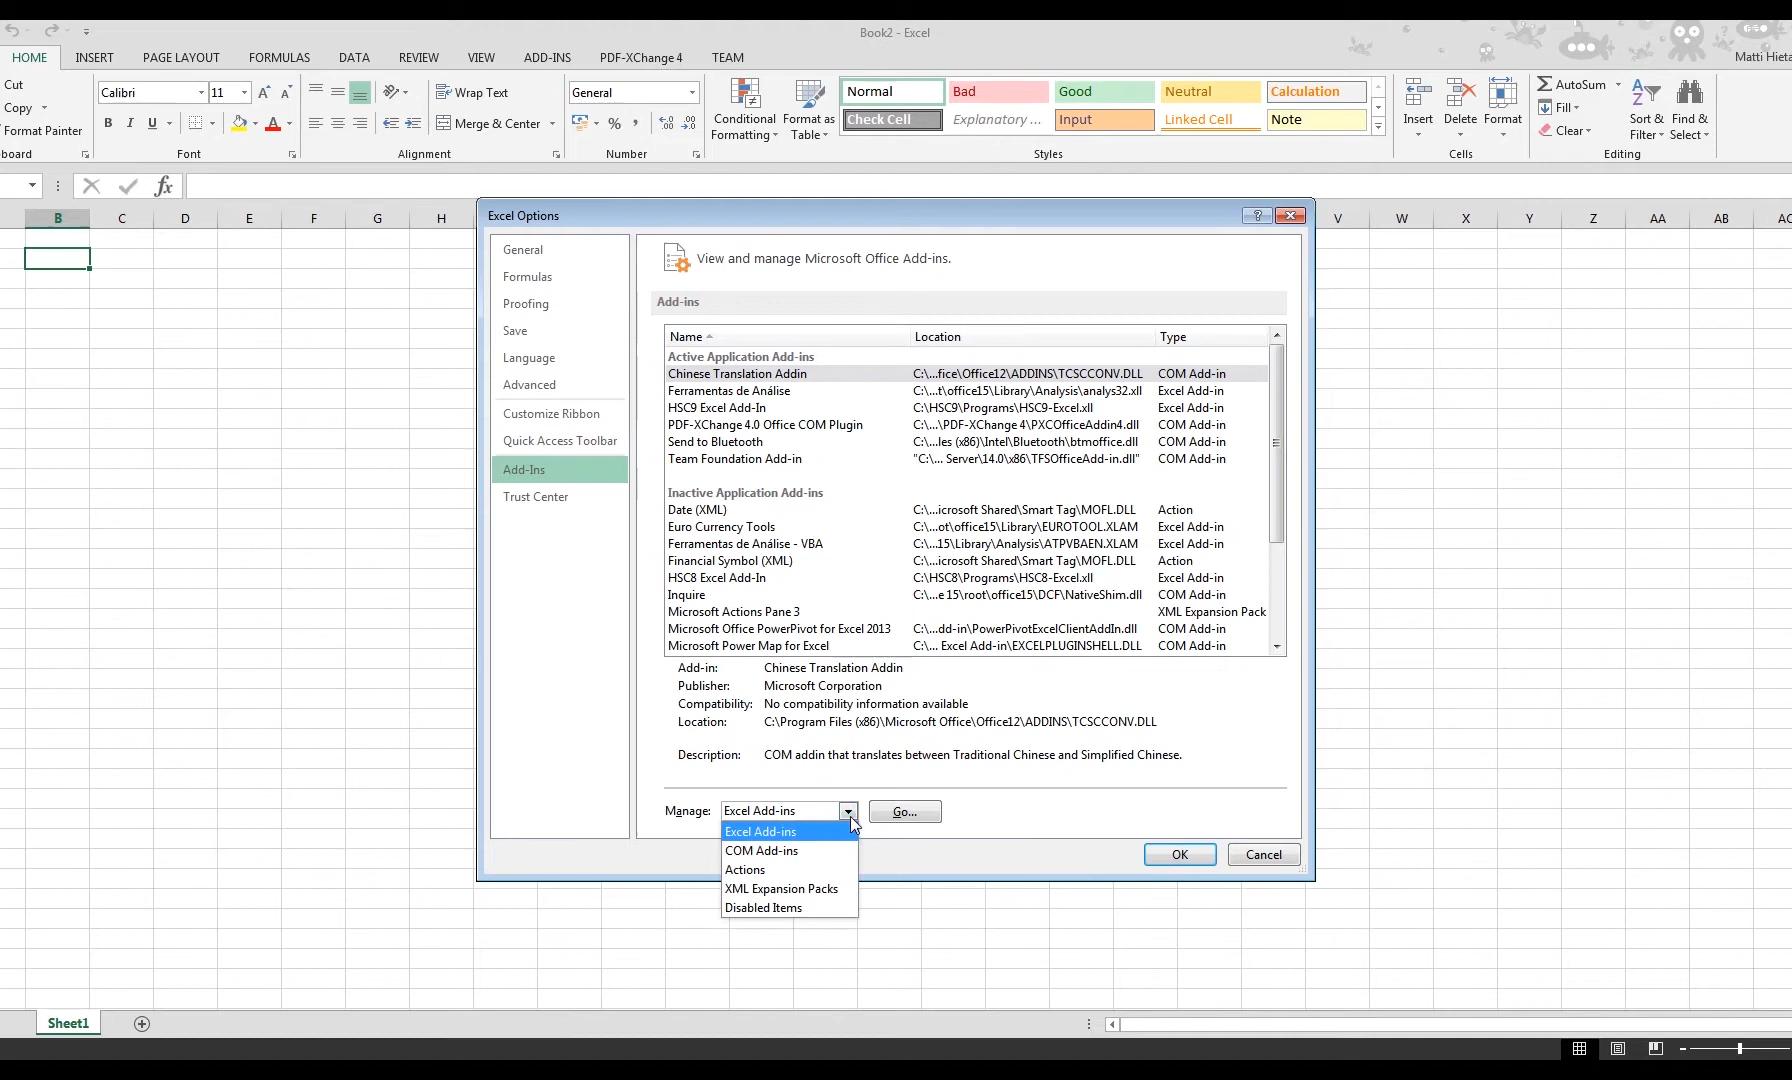 Book2 - Excel
HOME INSERT PAGE LAYOUT FORMULAS DATA REVIEW VIEW ADD-INS PDF-XChange 4 TEAM
Matti Hieta
Cut
Copy
Format Painter
board
Calibri 11
B I U A
Font
Wrap Text
Merge & Center
Alignment
General
%
Number
Conditional Formatting
Format as Table
Normal Bad Good Neutral Calculation
Check Cell Explanatory ... Input Linked Cell Note
Styles
Insert Delete Format
Cells
AutoSum
Fill
Clear
Sort & Filter
Find & Select
Editing
fx
B C D E F G H V W X Y Z AA AB AC
Excel Options
General
Formulas
Proofing
Save
Language
Advanced
Customize Ribbon
Quick Access Toolbar
Add-Ins
Trust Center
View and manage Microsoft Office Add-ins.
Add-ins
Name Location Type
Active Application Add-ins
Chinese Translation Addin C:\...fice\Office12\ADDINS\TCSCCONV.DLL COM Add-in
Ferramentas de Análise C:\...t\office15\Library\Analysis\analys32.xll Excel Add-in
HSC9 Excel Add-In C:\HSC9\Programs\HSC9-Excel.xll Excel Add-in
PDF-XChange 4.0 Office COM Plugin C:\...\PDF-XChange 4\PXCOfficeAddin4.dll COM Add-in
Send to Bluetooth C:\...les (x86)\Intel\Bluetooth\btmoffice.dll COM Add-in
Team Foundation Add-in "C:\... Server\14.0\x86\TFSOfficeAdd-in.dll" COM Add-in
Inactive Application Add-ins
Date (XML) C:\...icrosoft Shared\Smart Tag\MOFL.DLL Action
Euro Currency Tools C:\...ot\office15\Library\EUROTOOL.XLAM Excel Add-in
Ferramentas de Análise - VBA C:\...15\Library\Analysis\ATPVBAEN.XLAM Excel Add-in
Financial Symbol (XML) C:\...icrosoft Shared\Smart Tag\MOFL.DLL Action
HSC8 Excel Add-In C:\HSC8\Programs\HSC8-Excel.xll Excel Add-in
Inquire C:\...e 15\root\office15\DCF\NativeShim.dll COM Add-in
Microsoft Actions Pane 3 XML Expansion Pack
Microsoft Office PowerPivot for Excel 2013 C:\...dd-in\PowerPivotExcelClientAddIn.dll COM Add-in
Microsoft Power Map for Excel C:\... Excel Add-in\EXCELPLUGINSHELL.DLL COM Add-in
Add-in: Chinese Translation Addin
Publisher: Microsoft Corporation
Compatibility: No compatibility information available
Location: C:\Program Files (x86)\Microsoft Office\Office12\ADDINS\TCSCCONV.DLL
Description: COM addin that translates between Traditional Chinese and Simplified Chinese.
Manage: Excel Add-ins Go...
Excel Add-ins
COM Add-ins
Actions
XML Expansion Packs
Disabled Items
OK Cancel
Sheet1